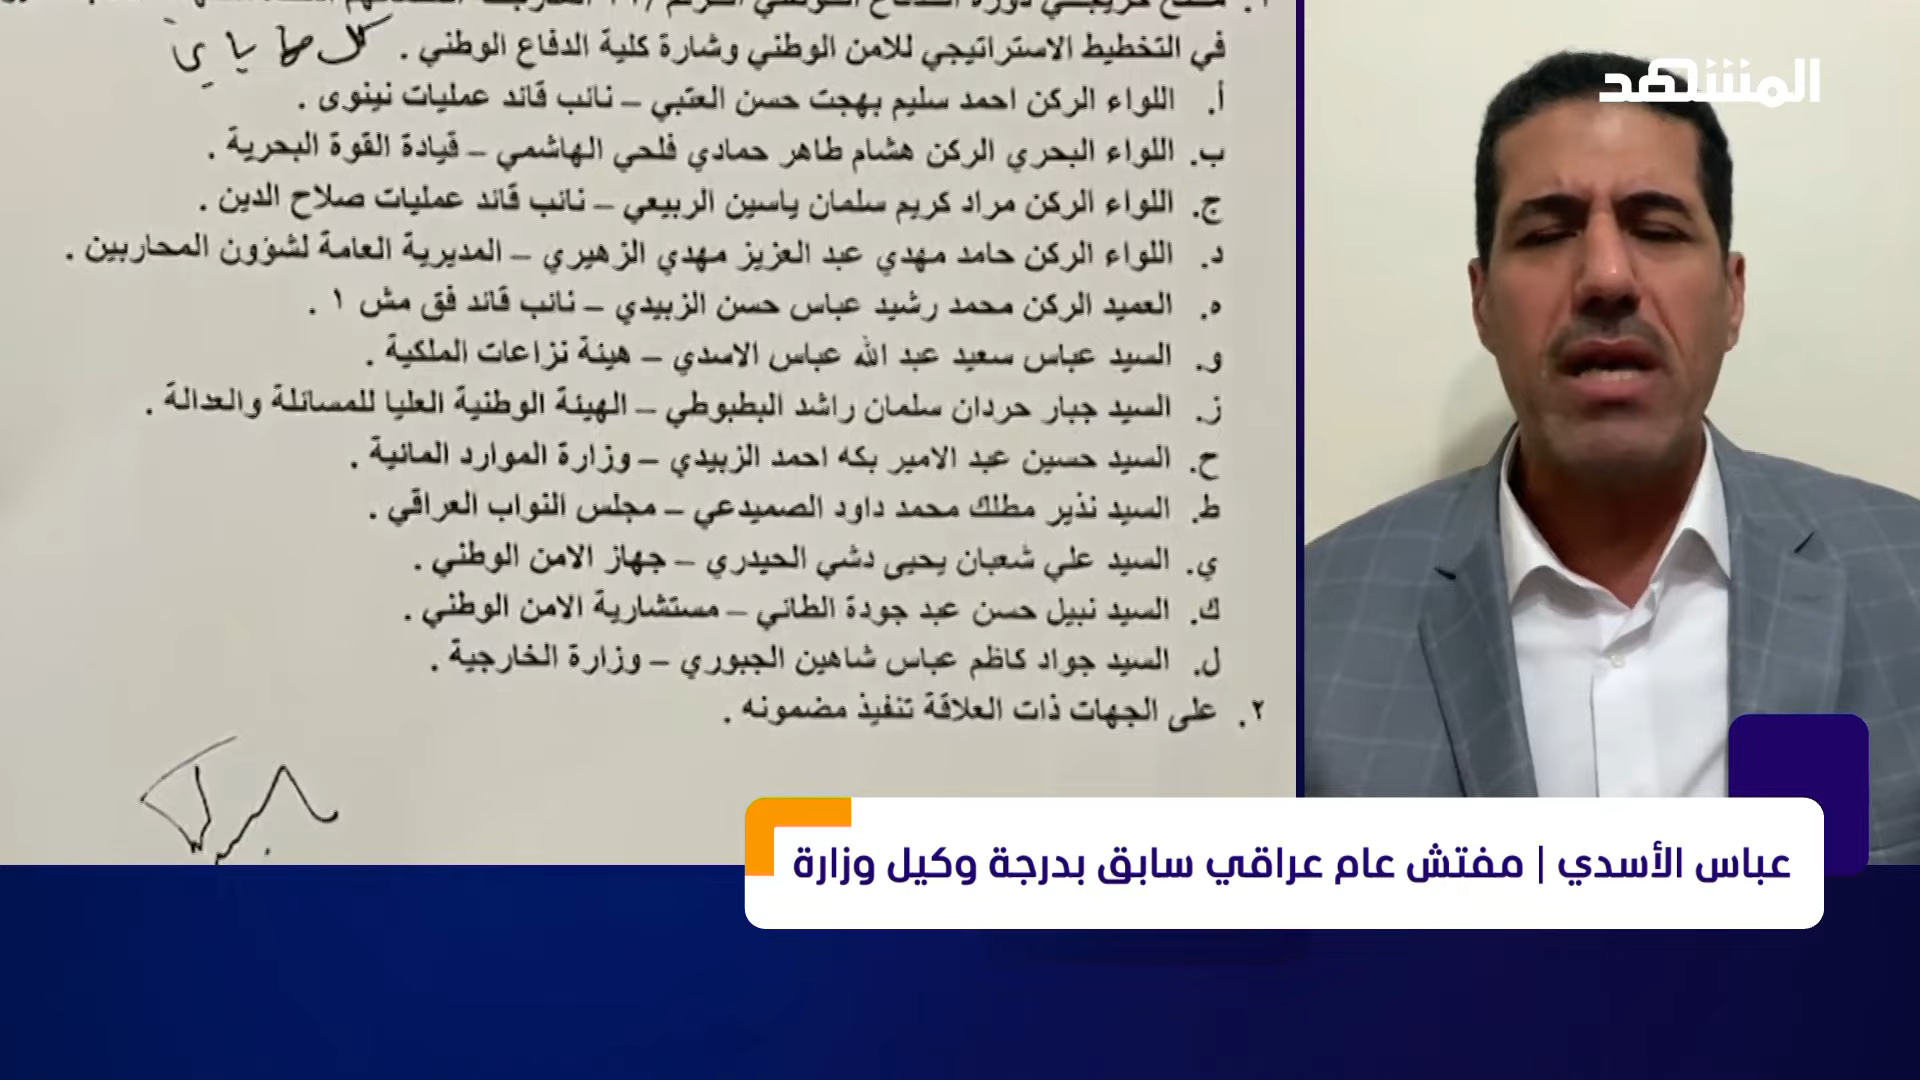 في التخطيط الاستراتيجي للامن الوطني وشارة كلية الدفاع الوطني .
أ. اللواء الركن احمد سليم بهجت حسن العتبي – نائب قائد عمليات نينوى .
ب. اللواء البحري الركن هشام طاهر حمادي فلحي الهاشمي – قيادة القوة البحرية .
ج. اللواء الركن مراد كريم سلمان ياسين الربيعي – نائب قائد عمليات صلاح الدين .
د. اللواء الركن حامد مهدي عبد العزيز مهدي الزهيري – المديرية العامة لشؤون المحاربين .
ه. العميد الركن محمد رشيد عباس حسن الزبيدي – نائب قائد فق مش ١ .
و. السيد عباس سعيد عبد الله عباس الاسدي – هيئة نزاعات الملكية .
ز. السيد جبار حردان سلمان راشد البطبوطي – الهيئة الوطنية العليا للمسائلة والعدالة .
ح. السيد حسين عبد الامير بكه احمد الزبيدي – وزارة الموارد المائية .
ط. السيد نذير مطلك محمد داود الصميدعي – مجلس النواب العراقي .
ي. السيد علي شعبان يحيى دشي الحيدري – جهاز الامن الوطني .
ك. السيد نبيل حسن عبد جودة الطائي – مستشارية الامن الوطني .
ل. السيد جواد كاظم عباس شاهين الجبوري – وزارة الخارجية .
٢. على الجهات ذات العلاقة تنفيذ مضمونه .
المشهد
عباس الأسدي | مفتش عام عراقي سابق بدرجة وكيل وزارة